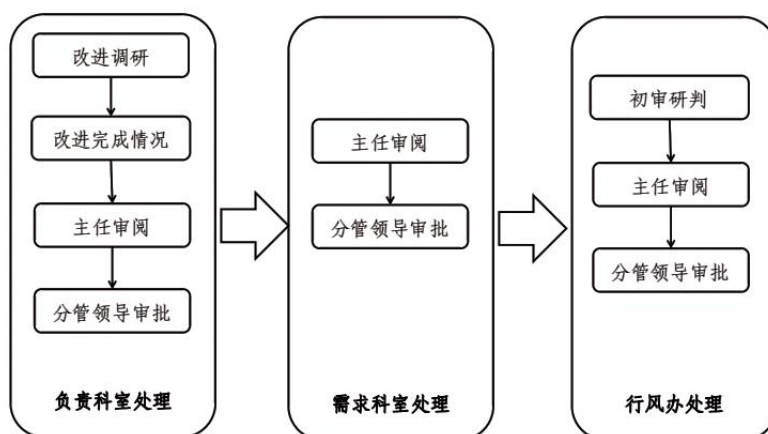 改进调研
改进完成情况
主任审阅
分管领导审批
负责科室处理
主任审阅
分管领导审批
需求科室处理
初审研判
主任审阅
分管领导审批
行风办处理